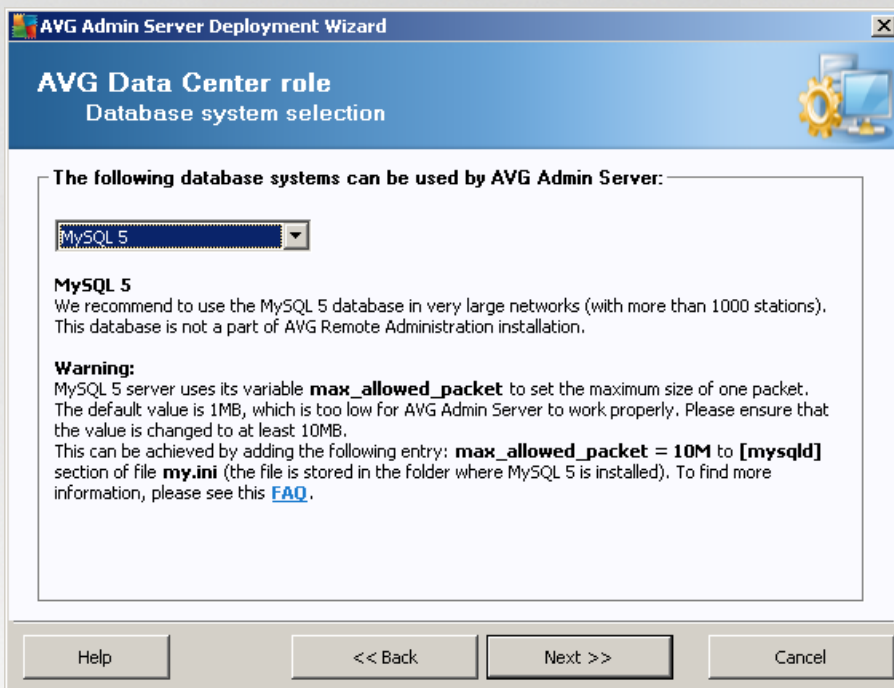 AVG Admin Server Deployment Wizard
AVG Data Center role
Database system selection
The following database systems can be used by AVG Admin Server:
MySQL 5
MySQL 5
We recommend to use the MySQL 5 database in very large networks (with more than 1000 stations).
This database is not a part of AVG Remote Administration installation.
Warning:
MySQL 5 server uses its variable max_allowed_packet to set the maximum size of one packet.
The default value is 1MB, which is too low for AVG Admin Server to work properly. Please ensure that
the value is changed to at least 10MB.
This can be achieved by adding the following entry: max_allowed_packet = 10M to [mysqld]
section of file my.ini (the file is stored in the folder where MySQL 5 is installed). To find more
information, please see this FAQ.
Help
<< Back
Next >>
Cancel